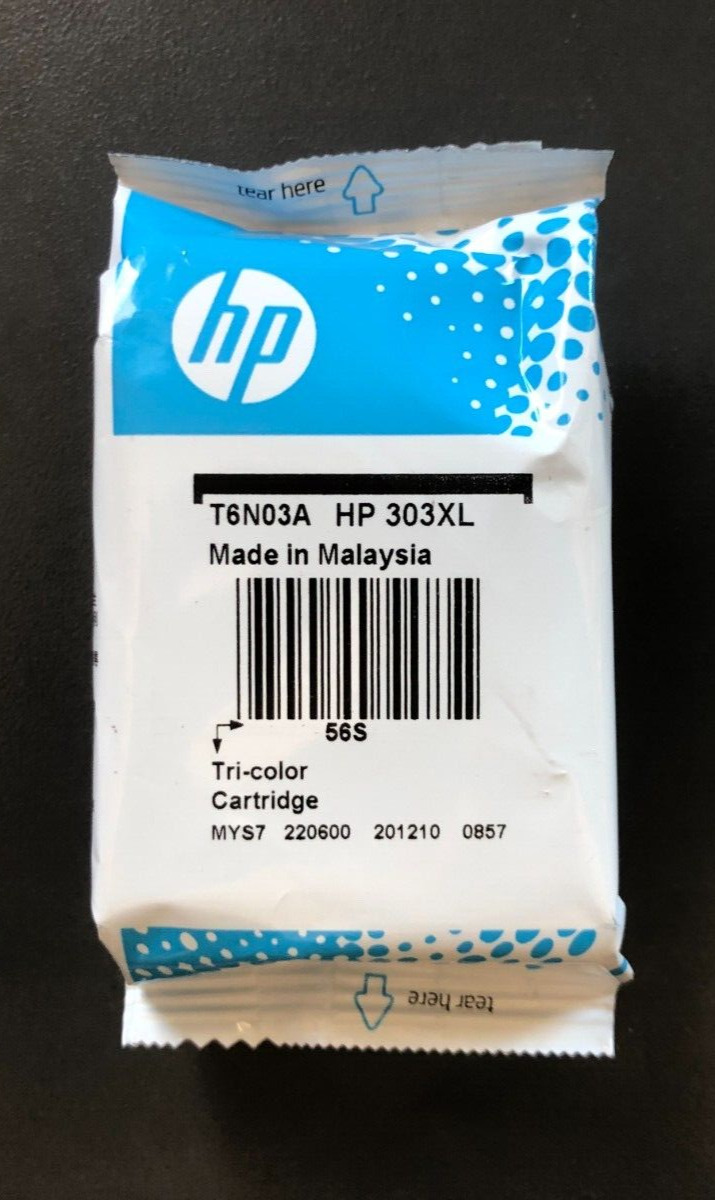 tear here
hp
T6N03A HP 303XL
Made in Malaysia
56S
Tri-color
Cartridge
MYS7 220600 201210 0857
tear here